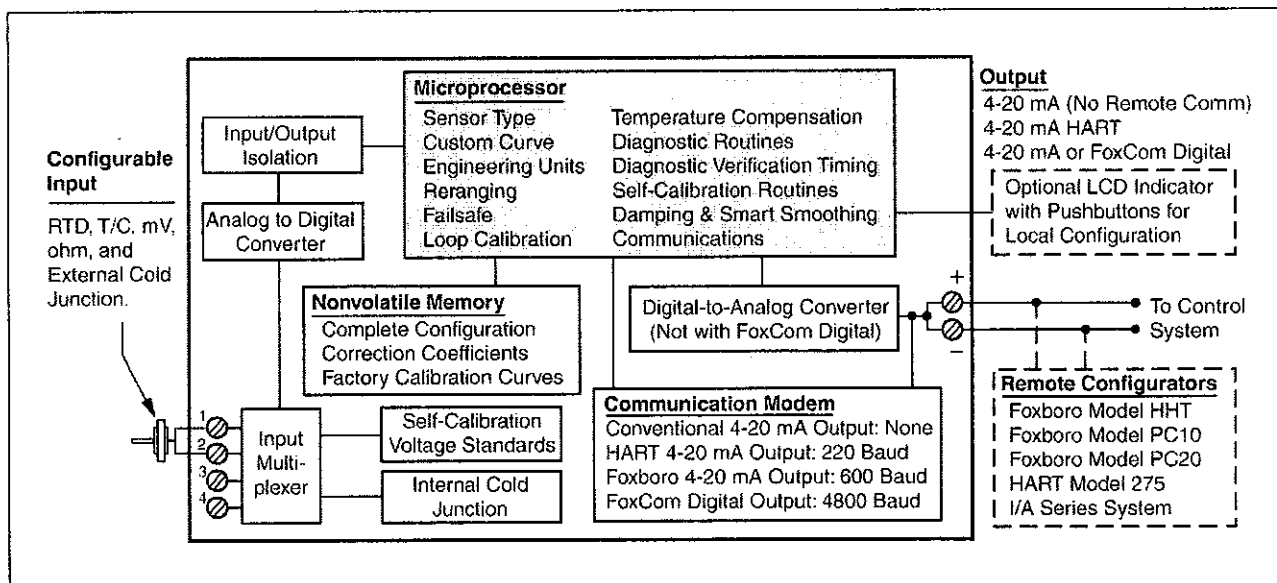 Configurable
Input
RTD, T/C. mV,
ohm, and
External Cold
Junction.
1
2
3
4
Input
Multi-
plexer
Analog to Digital
Converter
Input/Output
Isolation
Self-Calibration
Voltage Standards
Internal Cold
Junction
Microprocessor
Sensor Type
Custom Curve
Engineering Units
Reranging
Failsafe
Loop Calibration
Temperature Compensation
Diagnostic Routines
Diagnostic Verification Timing
Self-Calibration Routines
Damping & Smart Smoothing
Communications
Nonvolatile Memory
Complete Configuration
Correction Coefficients
Factory Calibration Curves
Digital-to-Analog Converter
(Not with FoxCom Digital)
Communication Modem
Conventional 4-20 mA Output: None
HART 4-20 mA Output: 220 Baud
Foxboro 4-20 mA Output: 600 Baud
FoxCom Digital Output: 4800 Baud
Output
4-20 mA (No Remote Comm)
4-20 mA HART
4-20 mA or FoxCom Digital
Optional LCD Indicator
with Pushbuttons for
Local Configuration
+
−
To Control
System
Remote Configurators
Foxboro Model HHT
Foxboro Model PC10
Foxboro Model PC20
HART Model 275
I/A Series System